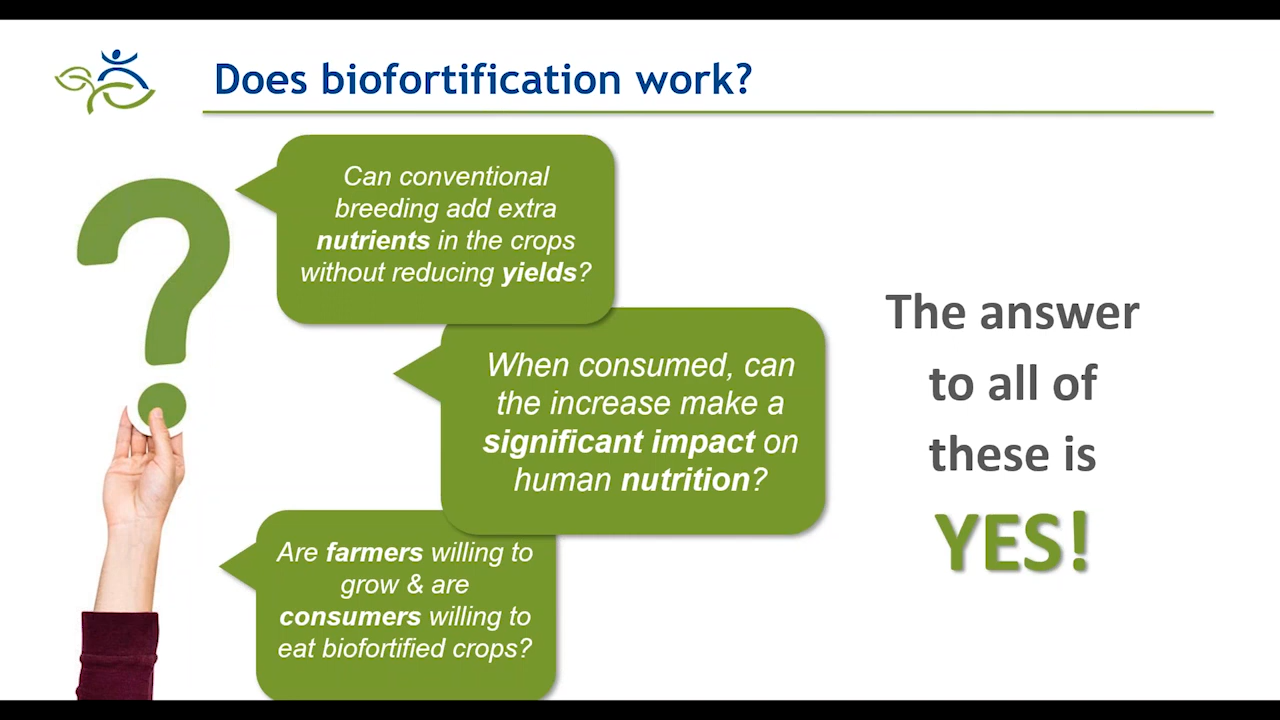 Does biofortification work?
Can conventional
breeding add extra
nutrients in the crops
without reducing yields?
When consumed, can
the increase make a
significant impact on
human nutrition?
Are farmers willing to
grow & are
consumers willing to
eat biofortified crops?
The answer
to all of
these is
YES!